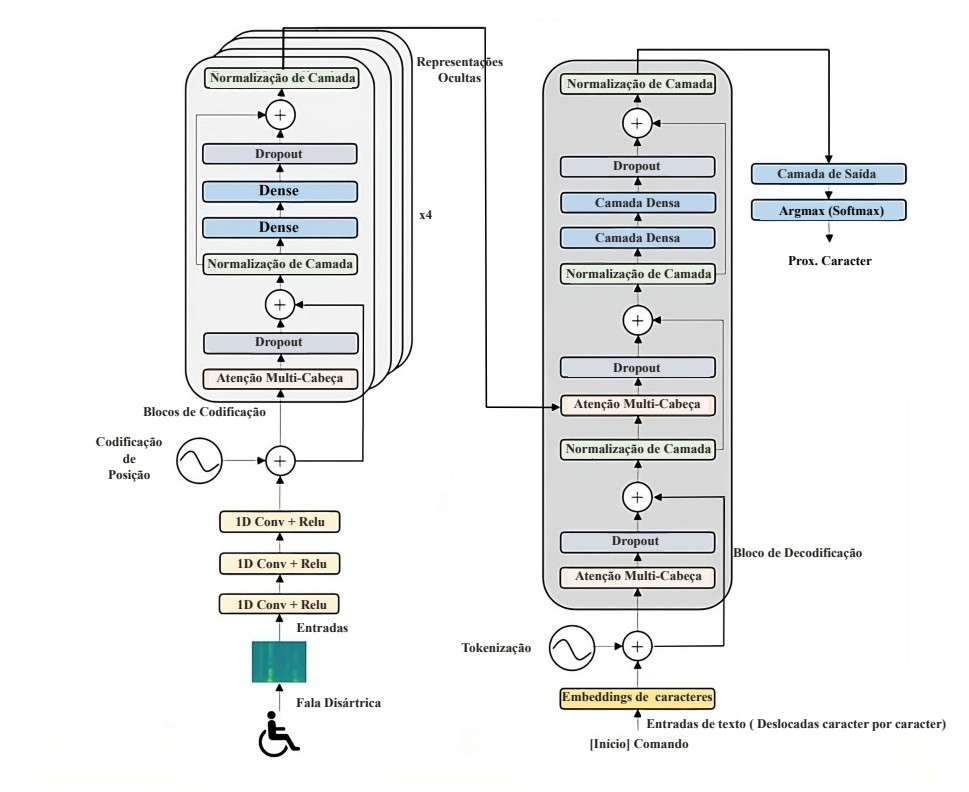 Representações
Ocultas
Normalização de Camada
Dropout
Dense
Dense
x4
Normalização de Camada
Dropout
Atenção Multi-Cabeça
Blocos de Codificação
Codificação
de
Posição
1D Conv + Relu
1D Conv + Relu
1D Conv + Relu
Entradas
Fala Disártrica
Normalização de Camada
Dropout
Camada Densa
Camada Densa
Normalização de Camada
Dropout
Atenção Multi-Cabeça
Normalização de Camada
Dropout
Atenção Multi-Cabeça
Bloco de Decodificação
Tokenização
Embeddings de caracteres
Entradas de texto ( Deslocadas caracter por caracter)
[Início] Comando
Camada de Saída
Argmax (Softmax)
Prox. Caracter